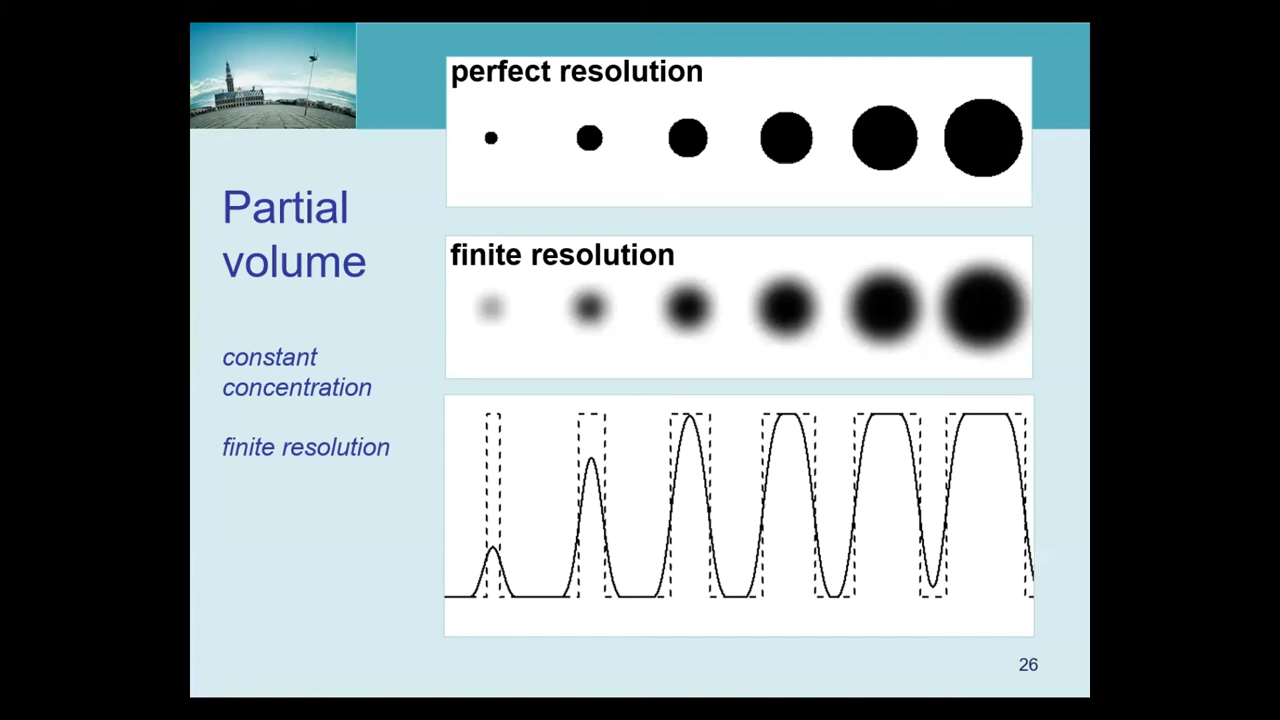 perfect resolution
Partial
volume
finite resolution
constant
concentration
finite resolution
26